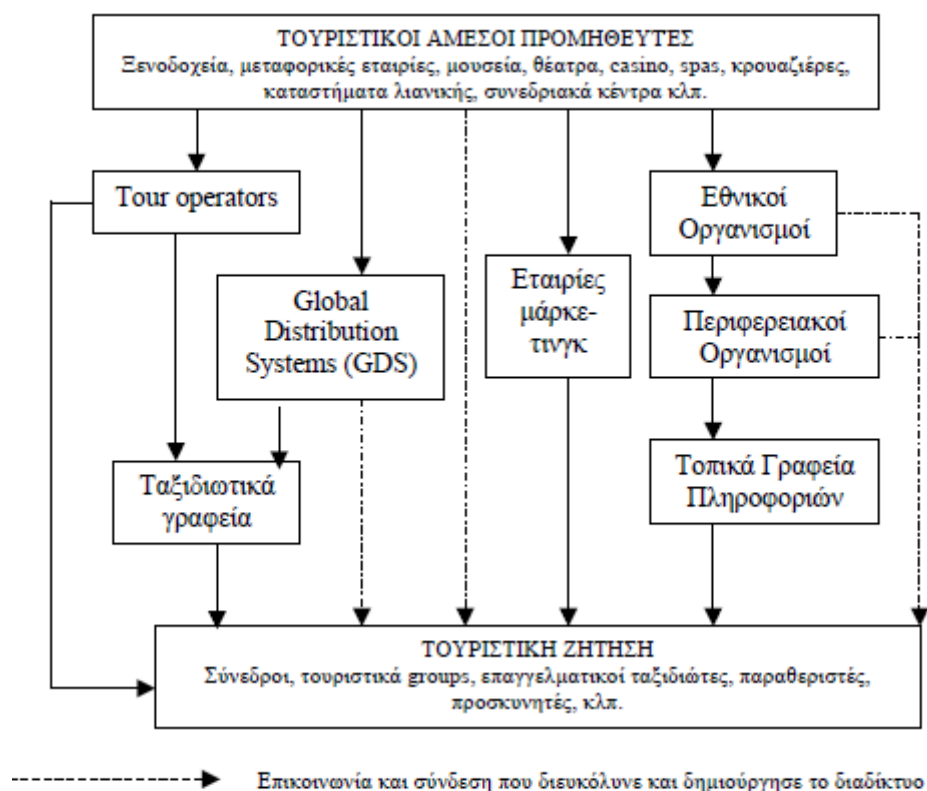 ΤΟΥΡΙΣΤΙΚΟΙ ΑΜΕΣΟΙ ΠΡΟΜΗΘΕΥΤΕΣ
Ξενοδοχεία, μεταφορικές εταιρίες, μουσεία, θέατρα, casino, spas, κρουαζιέρες,
καταστήματα λιανικής, συνεδριακά κέντρα κλπ.
Tour operators
Εθνικοί
Οργανισμοί
Global
Distribution
Systems (GDS)
Εταιρίες
μάρκε-
τινγκ
Περιφερειακοί
Οργανισμοί
Ταξιδιωτικά
γραφεία
Τοπικά Γραφεία
Πληροφοριών
ΤΟΥΡΙΣΤΙΚΗ ΖΗΤΗΣΗ
Σύνεδροι, τουριστικά groups, επαγγελματικοί ταξιδιώτες, παραθεριστές,
προσκυνητές, κλπ.
Επικοινωνία και σύνδεση που διευκόλυνε και δημιούργησε το διαδίκτυο